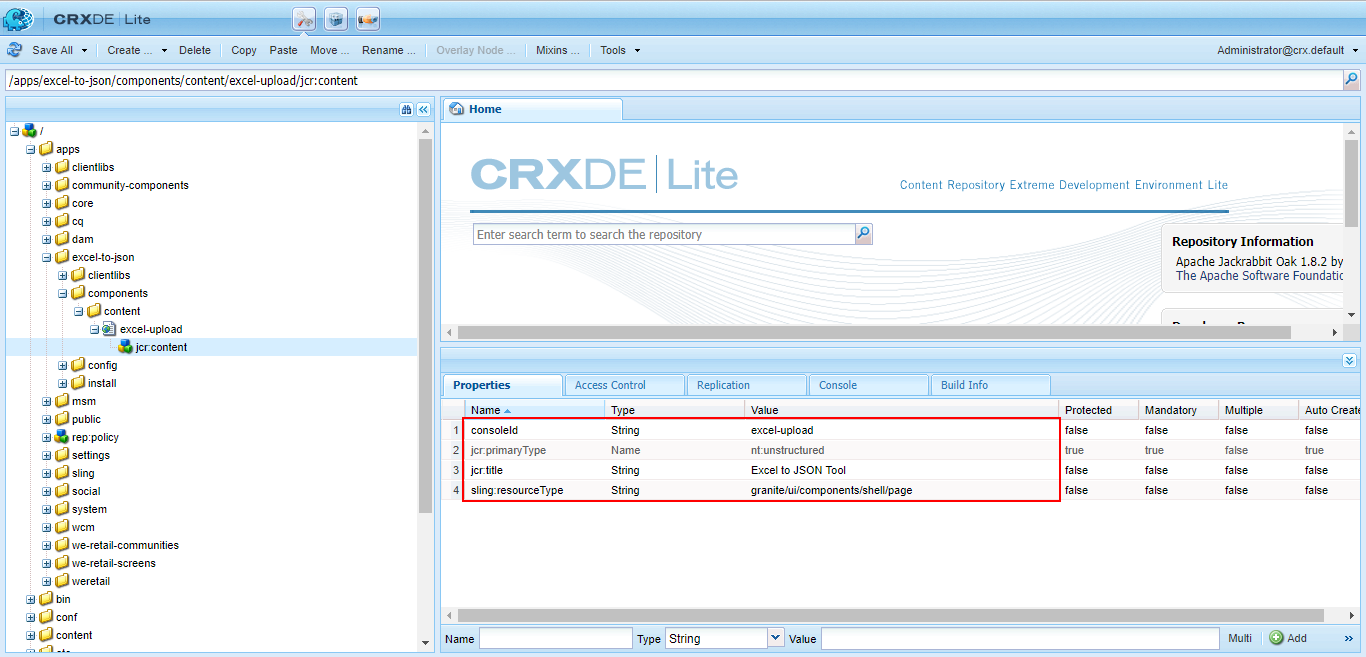 CRXDE | Lite
Save All Create ... Delete Copy Paste Move ... Rename ... Overlay Node ... Mixins ... Tools Administrator@crx.default
/apps/excel-to-json/components/content/excel-upload/jcr:content
/
apps
clientlibs
community-components
core
cq
dam
excel-to-json
clientlibs
components
content
excel-upload
jcr:content
config
install
msm
public
rep:policy
settings
sling
social
system
wcm
we-retail-communities
we-retail-screens
weretail
bin
conf
content
Home
CRXDE | Lite
Content Repository Extreme Development Environment Lite
Enter search term to search the repository
Repository Information
Apache Jackrabbit Oak 1.8.2 by
The Apache Software Foundatic
Properties Access Control Replication Console Build Info
Name Type Value Protected Mandatory Multiple Auto Create
1 consoleId String excel-upload false false false false
2 jcr:primaryType Name nt:unstructured true true false true
3 jcr:title String Excel to JSON Tool false false false false
4 sling:resourceType String granite/ui/components/shell/page false false false false
Name Type String Value Multi Add »